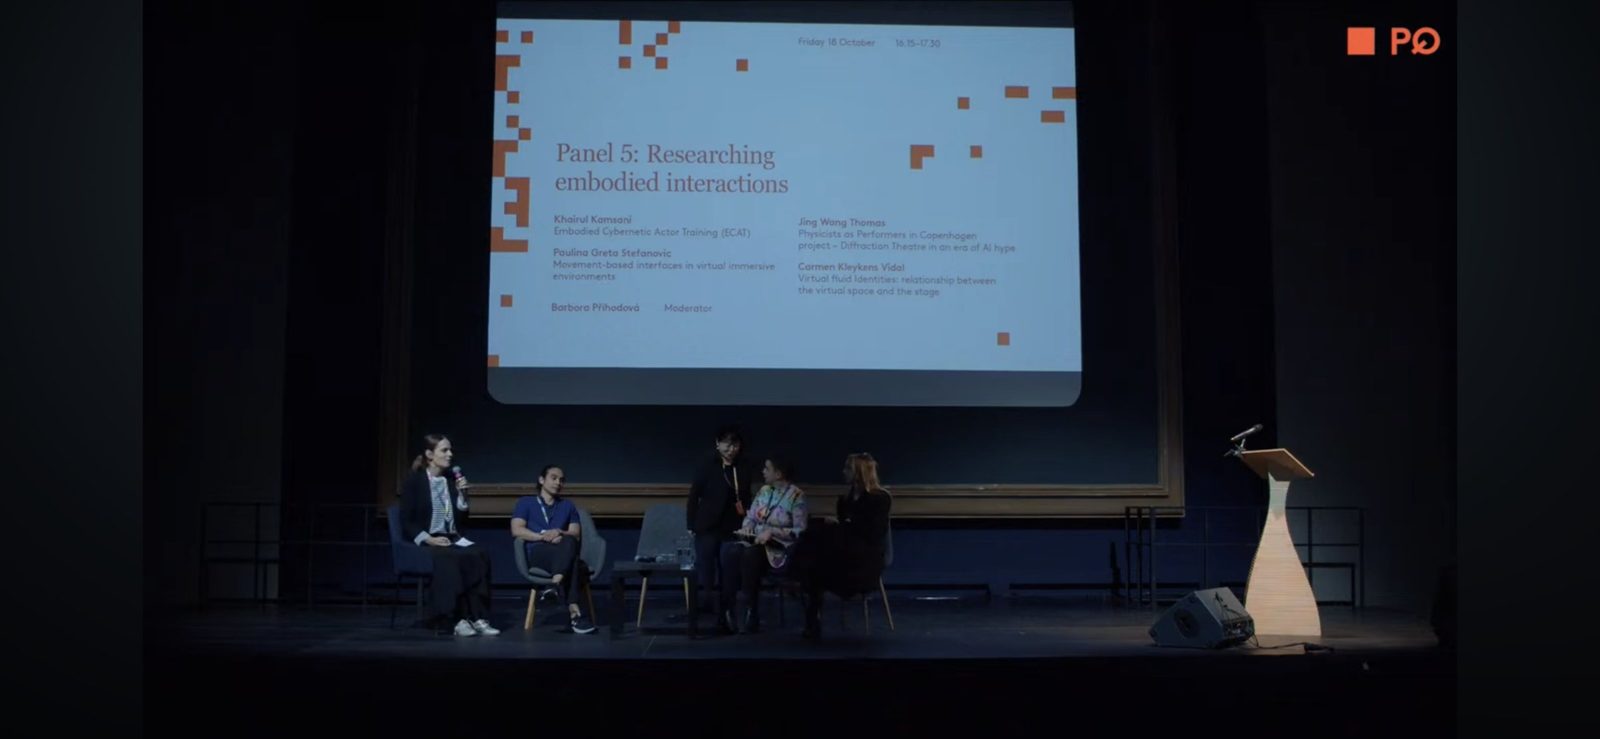 Friday 18 October 16.15–17.30
PQ
Panel 5: Researching
embodied interactions
Khairul Kamsani
Embodied Cybernetic Actor Training (ECAT)
Paulina Greta Stefanovic
Movement-based interfaces in virtual immersive
environments
Barbora Příhodová Moderator
Jing Wang Thomas
Physicists as Performers in Copenhagen
project – Diffraction Theatre in an era of AI hype
Carmen Kleykens Vidal
Virtual fluid Identities: relationship between
the virtual space and the stage